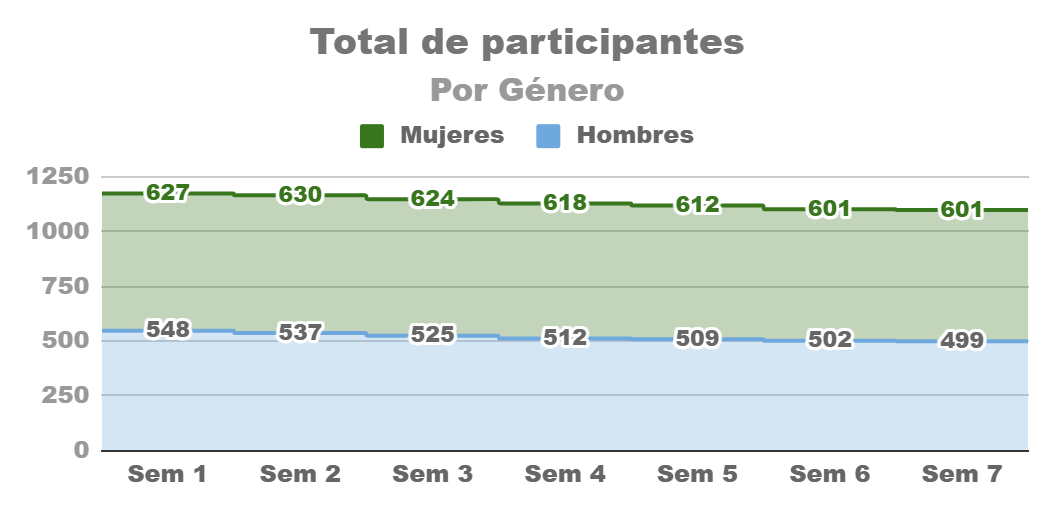 Total de participantes
Por Género
Mujeres Hombres
1250
1000
750
500
250
0
627 630 624 618 612 601 601
548 537 525 512 509 502 499
Sem 1 Sem 2 Sem 3 Sem 4 Sem 5 Sem 6 Sem 7